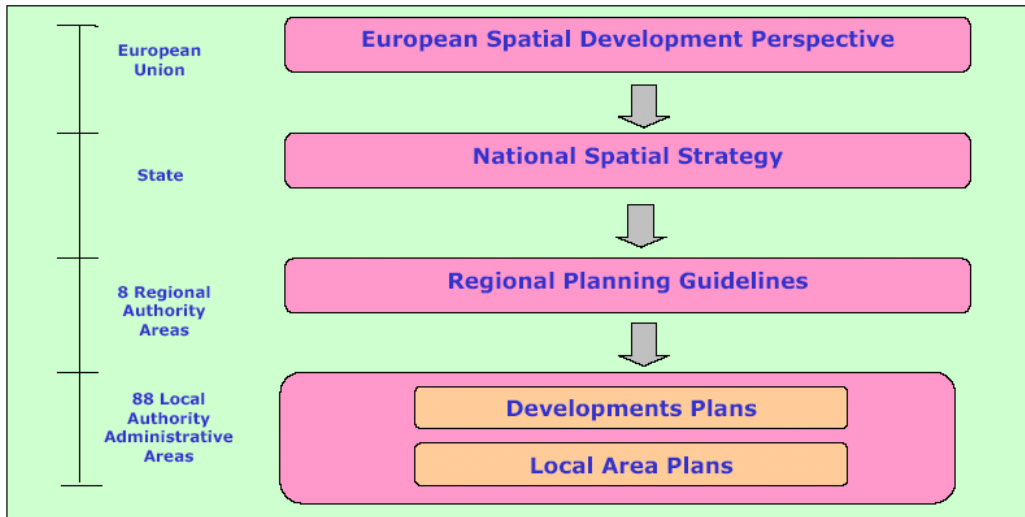 European
Union
European Spatial Development Perspective
State
National Spatial Strategy
8 Regional
Authority
Areas
Regional Planning Guidelines
88 Local
Authority
Administrative
Areas
Developments Plans
Local Area Plans